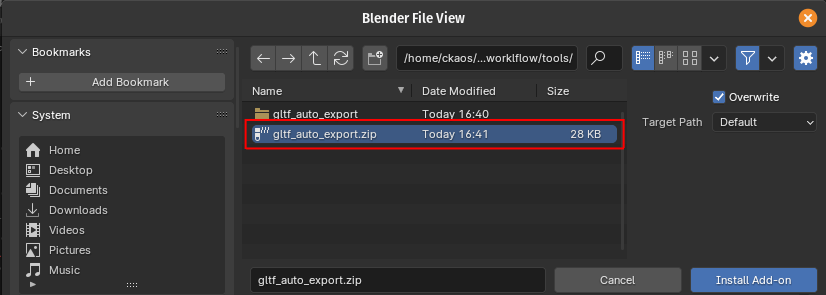 Blender File View
Bookmarks
Add Bookmark
System
Home
Desktop
Documents
Downloads
Videos
Pictures
Music
/home/ckaos/...worklflow/tools/
Name Date Modified Size
gltf_auto_export Today 16:40
gltf_auto_export.zip Today 16:41 28 KB
Overwrite
Target Path Default
gltf_auto_export.zip Cancel Install Add-on